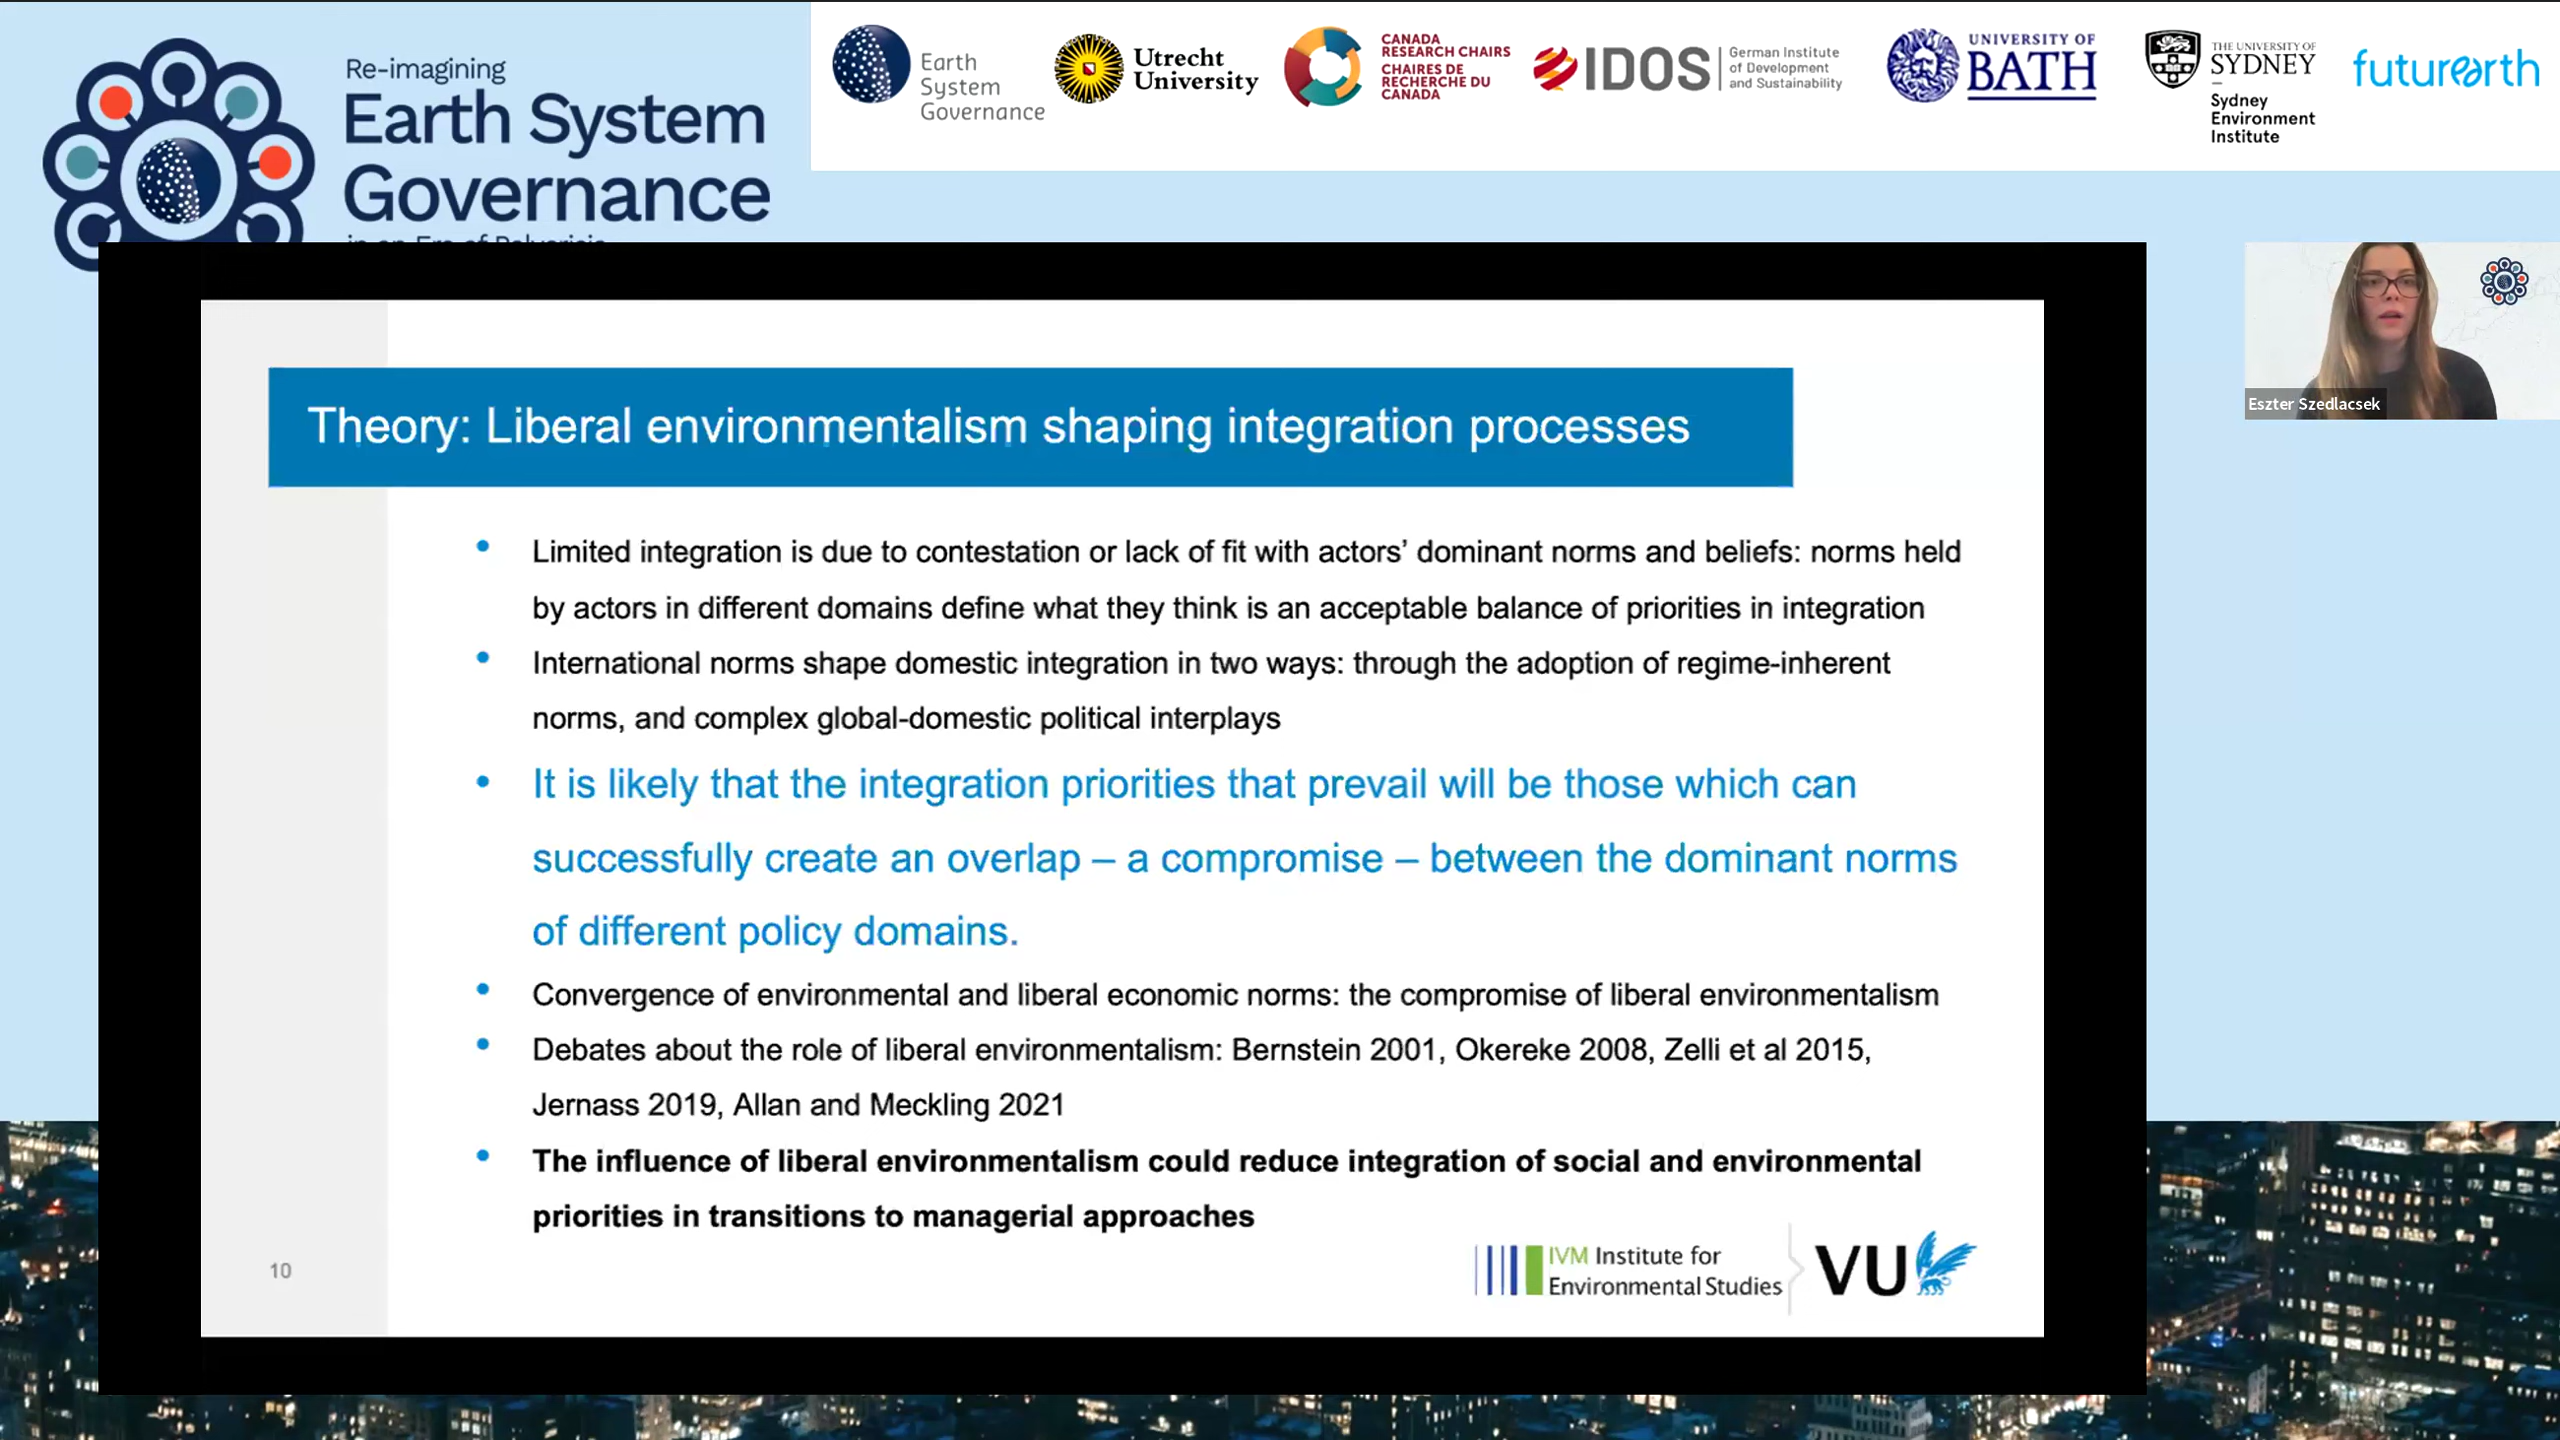 Re-imagining
Earth System
Governance
in an Era of Polycrisis
Earth
System
Governance
Utrecht
University
CANADA
RESEARCH CHAIRS
CHAIRES DE
RECHERCHE DU
CANADA
IDOS
German Institute
of Development
and Sustainability
UNIVERSITY OF
BATH
THE UNIVERSITY OF
SYDNEY
Sydney
Environment
Institute
futurearth
Eszter Szedlacsek
Theory: Liberal environmentalism shaping integration processes
• Limited integration is due to contestation or lack of fit with actors’ dominant norms and beliefs: norms held
by actors in different domains define what they think is an acceptable balance of priorities in integration
• International norms shape domestic integration in two ways: through the adoption of regime-inherent
norms, and complex global-domestic political interplays
• It is likely that the integration priorities that prevail will be those which can
successfully create an overlap – a compromise – between the dominant norms
of different policy domains.
• Convergence of environmental and liberal economic norms: the compromise of liberal environmentalism
• Debates about the role of liberal environmentalism: Bernstein 2001, Okereke 2008, Zelli et al 2015,
Jernass 2019, Allan and Meckling 2021
• The influence of liberal environmentalism could reduce integration of social and environmental
priorities in transitions to managerial approaches
10
IVM Institute for
Environmental Studies
VU